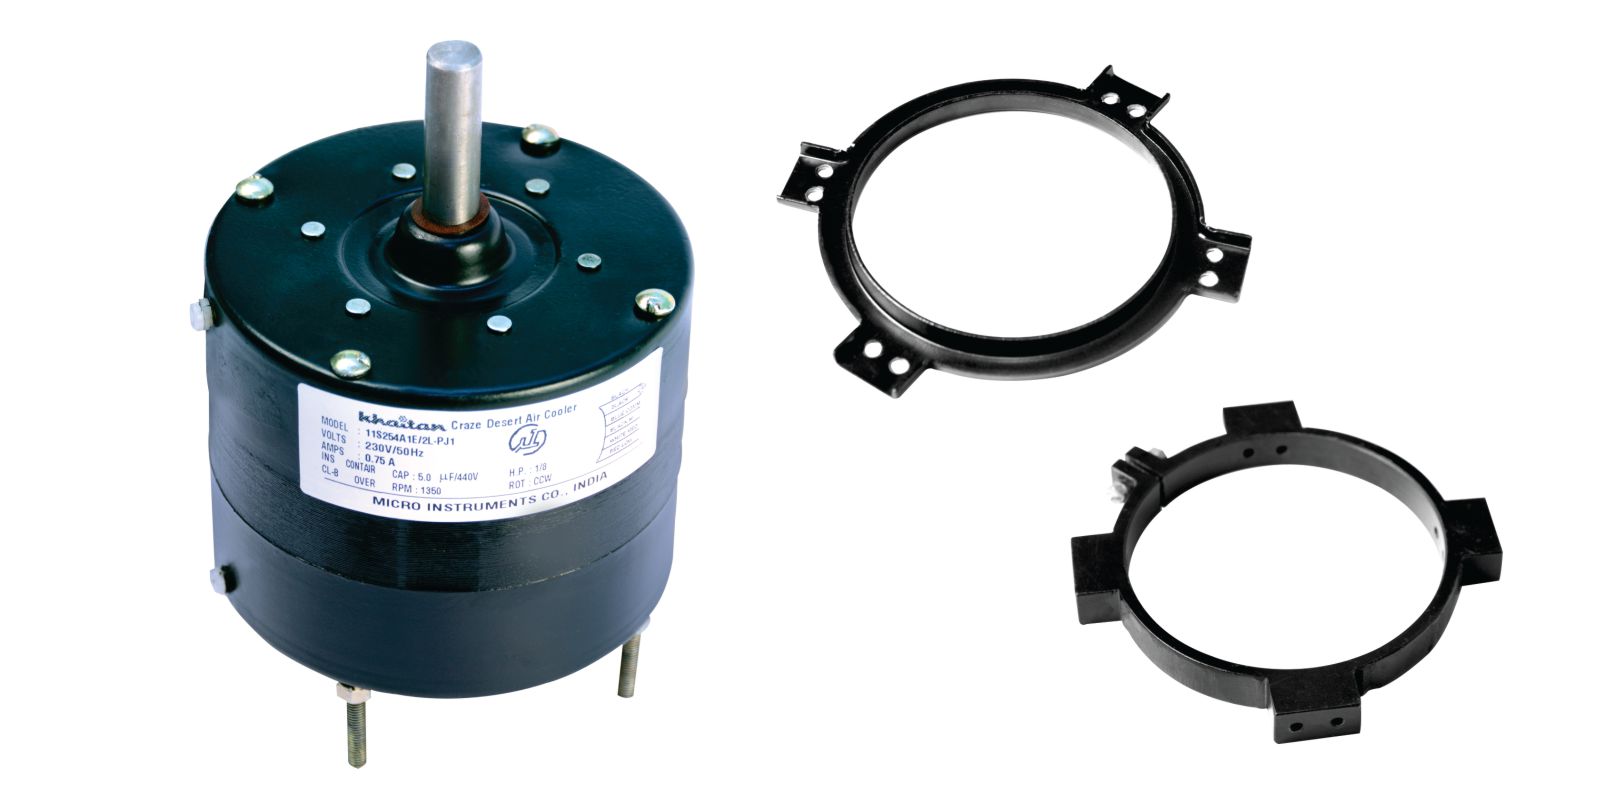 khaitan Craze Desert Air Cooler
MODEL : 11S254A1E/2L-PJ1
VOLTS : 230V/50Hz
AMPS : 0.75 A
INS CONTAIR CAP : 5.0 μF/440V H.P. : 1/8
CL-B OVER RPM : 1350 ROT : CCW
MICRO INSTRUMENTS CO., INDIA